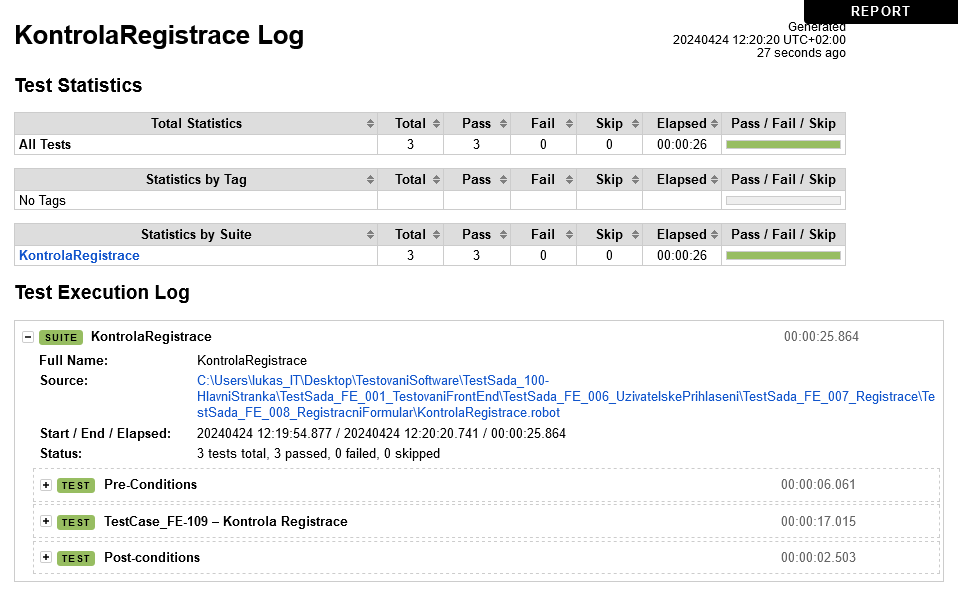 REPORT
KontrolaRegistrace Log
Generated
20240424 12:20:20 UTC+02:00
27 seconds ago
Test Statistics
Total Statistics Total Pass Fail Skip Elapsed Pass / Fail / Skip
All Tests 3 3 0 0 00:00:26
Statistics by Tag Total Pass Fail Skip Elapsed Pass / Fail / Skip
No Tags
Statistics by Suite Total Pass Fail Skip Elapsed Pass / Fail / Skip
KontrolaRegistrace 3 3 0 0 00:00:26
Test Execution Log
SUITE KontrolaRegistrace 00:00:25.864
Full Name: KontrolaRegistrace
Source: C:\Users\lukas_IT\Desktop\TestovaniSoftware\TestSada_100-
HlavniStranka\TestSada_FE_001_TestovaniFrontEnd\TestSada_FE_006_UzivatelskePrihlaseni\TestSada_FE_007_Registrace\Te
stSada_FE_008_RegistracniFormular\KontrolaRegistrace.robot
Start / End / Elapsed: 20240424 12:19:54.877 / 20240424 12:20:20.741 / 00:00:25.864
Status: 3 tests total, 3 passed, 0 failed, 0 skipped
TEST Pre-Conditions 00:00:06.061
TEST TestCase_FE-109 – Kontrola Registrace 00:00:17.015
TEST Post-conditions 00:00:02.503